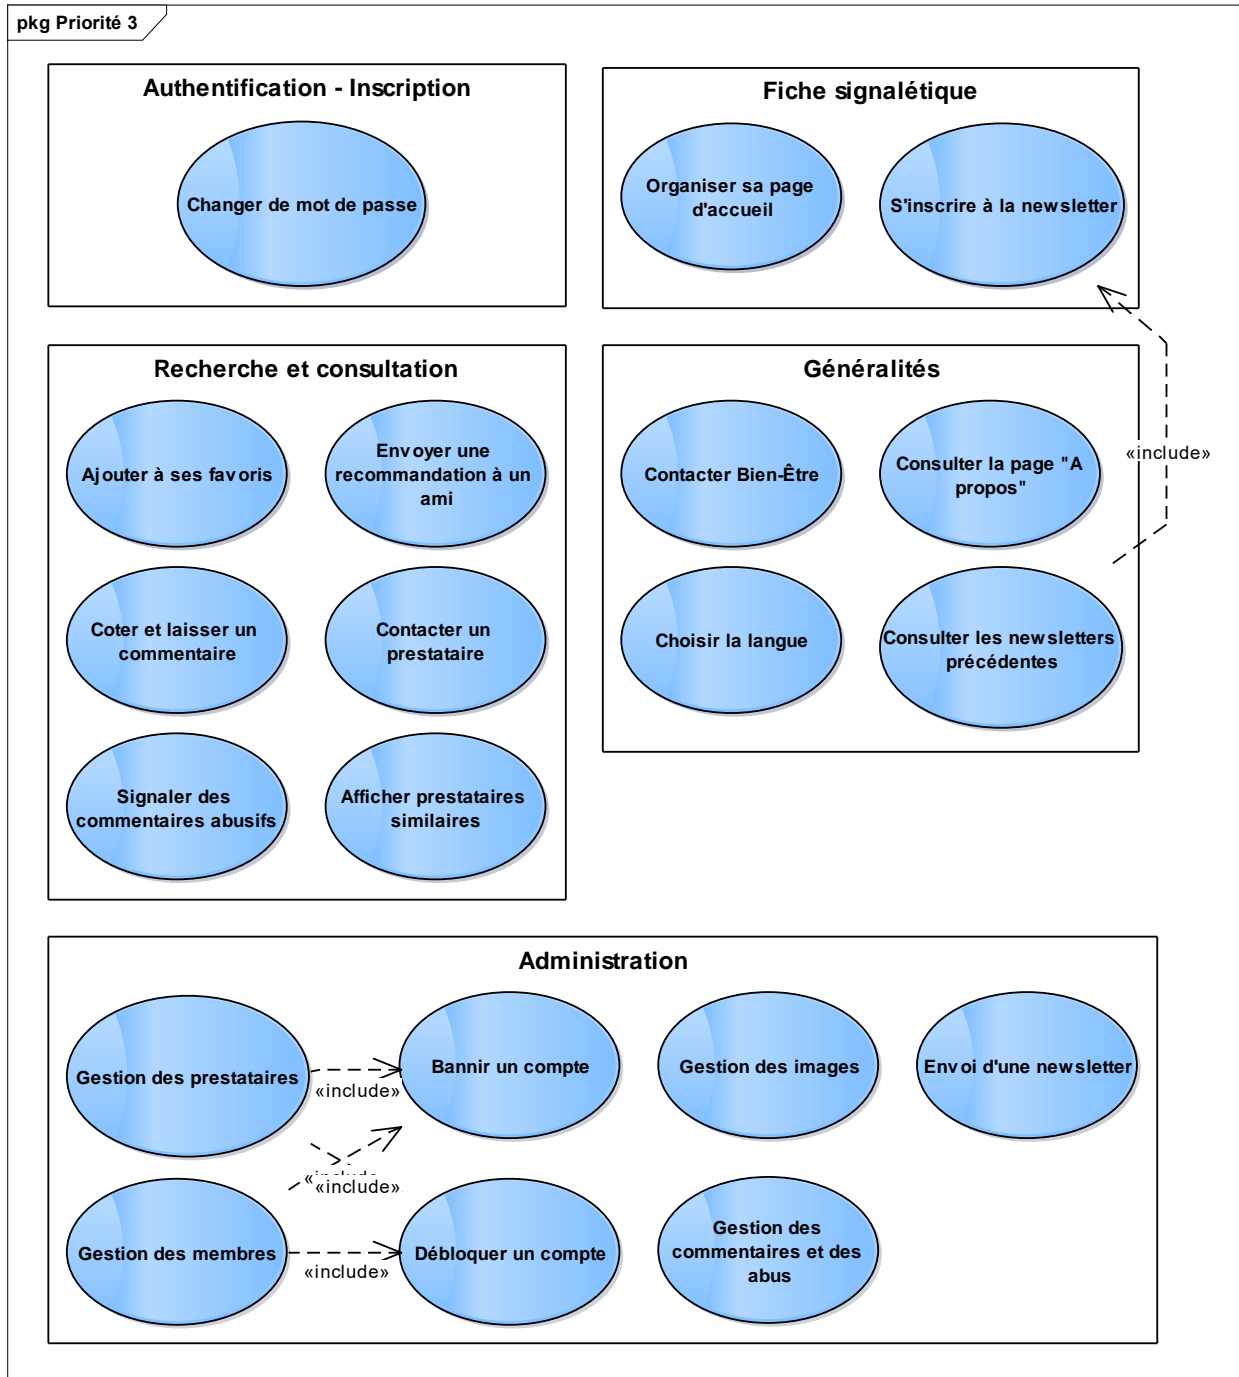 pkg Priorité 3
Authentification - Inscription
Changer de mot de passe
Fiche signalétique
Organiser sa page
d'accueil
S'inscrire à la newsletter
Recherche et consultation
Ajouter à ses favoris
Envoyer une
recommandation à un
ami
Coter et laisser un
commentaire
Contacter un
prestataire
Signaler des
commentaires abusifs
Afficher prestataires
similaires
Généralités
Contacter Bien-Être
Consulter la page "A
propos"
«include»
Choisir la langue
Consulter les newsletters
précédentes
Administration
Gestion des prestataires
«include»
Bannir un compte
Gestion des images
Envoi d'une newsletter
«include
«include»
Gestion des membres
«include»
Débloquer un compte
Gestion des
commentaires et des
abus